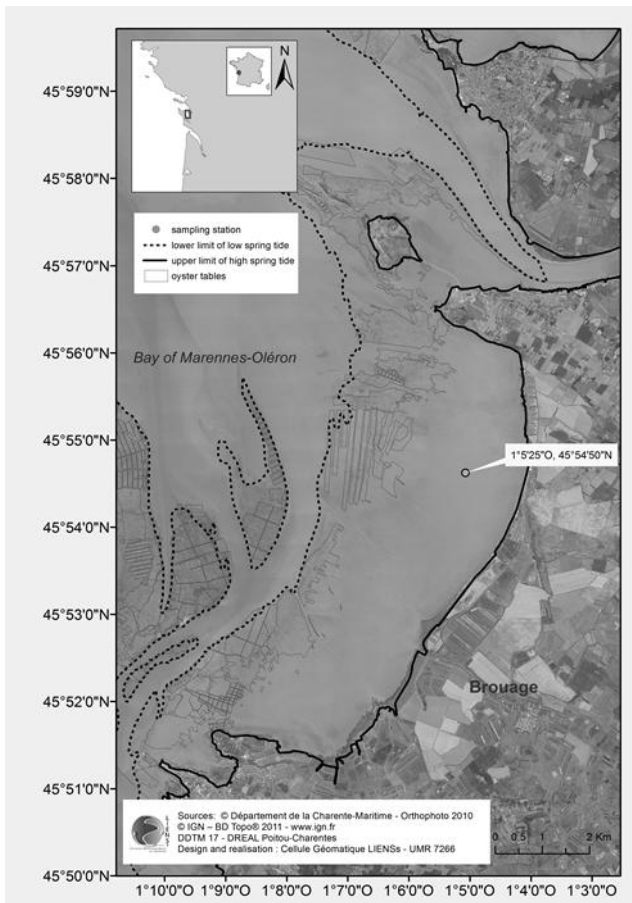 N
45°59'0"N
45°58'0"N
sampling station
lower limit of low spring tide
upper limit of high spring tide
oyster tables
45°57'0"N
45°56'0"N
Bay of Marennes-Oléron
45°55'0"N
1°5'25"O, 45°54'50"N
45°54'0"N
45°53'0"N
45°52'0"N
Brouage
45°51'0"N
LIENSs
Sources: © Département de la Charente-Maritime - Orthophoto 2010
© IGN – BD Topo® 2011 - www.ign.fr
DDTM 17 - DREAL Poitou-Charentes
Design and realisation : Cellule Géomatique LIENSs - UMR 7266
0 0.5 1 2 Km
45°50'0"N
1°10'0"O 1°9'0"O 1°8'0"O 1°7'0"O 1°6'0"O 1°5'0"O 1°4'0"O 1°3'0"O